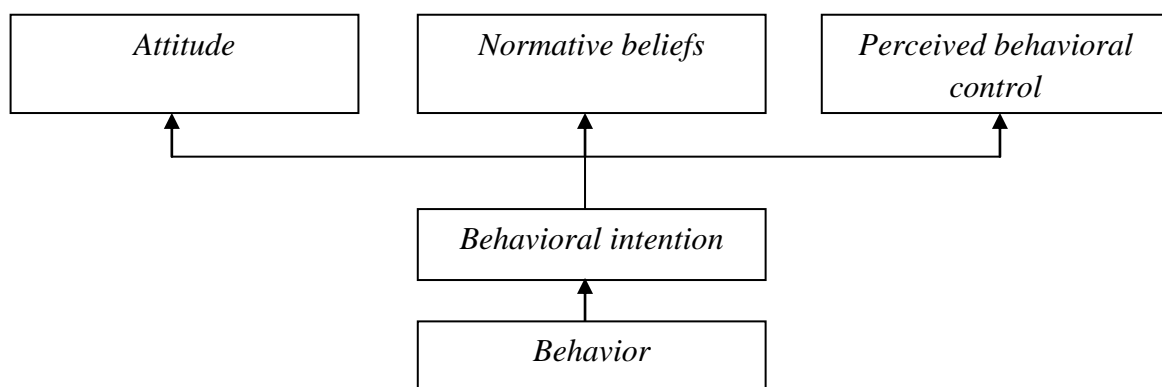 Attitude
Normative beliefs
Perceived behavioral
control
Behavioral intention
Behavior